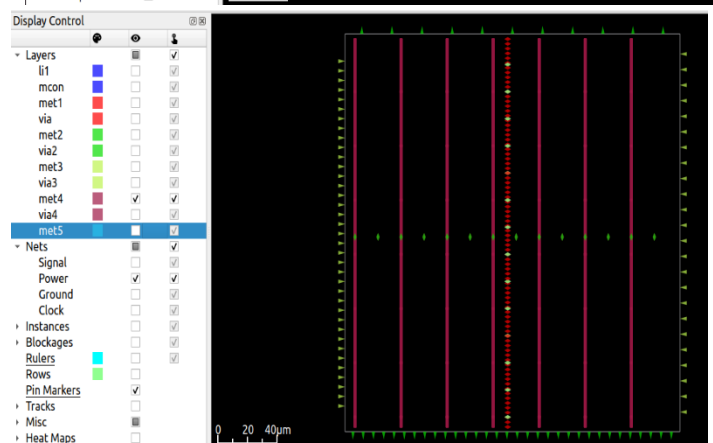 Display Control
Layers
li1
mcon
met1
via
met2
via2
met3
via3
met4
via4
met5
Nets
Signal
Power
Ground
Clock
Instances
Blockages
Rulers
Rows
Pin Markers
Tracks
Misc
Heat Maps
0 20 40μm